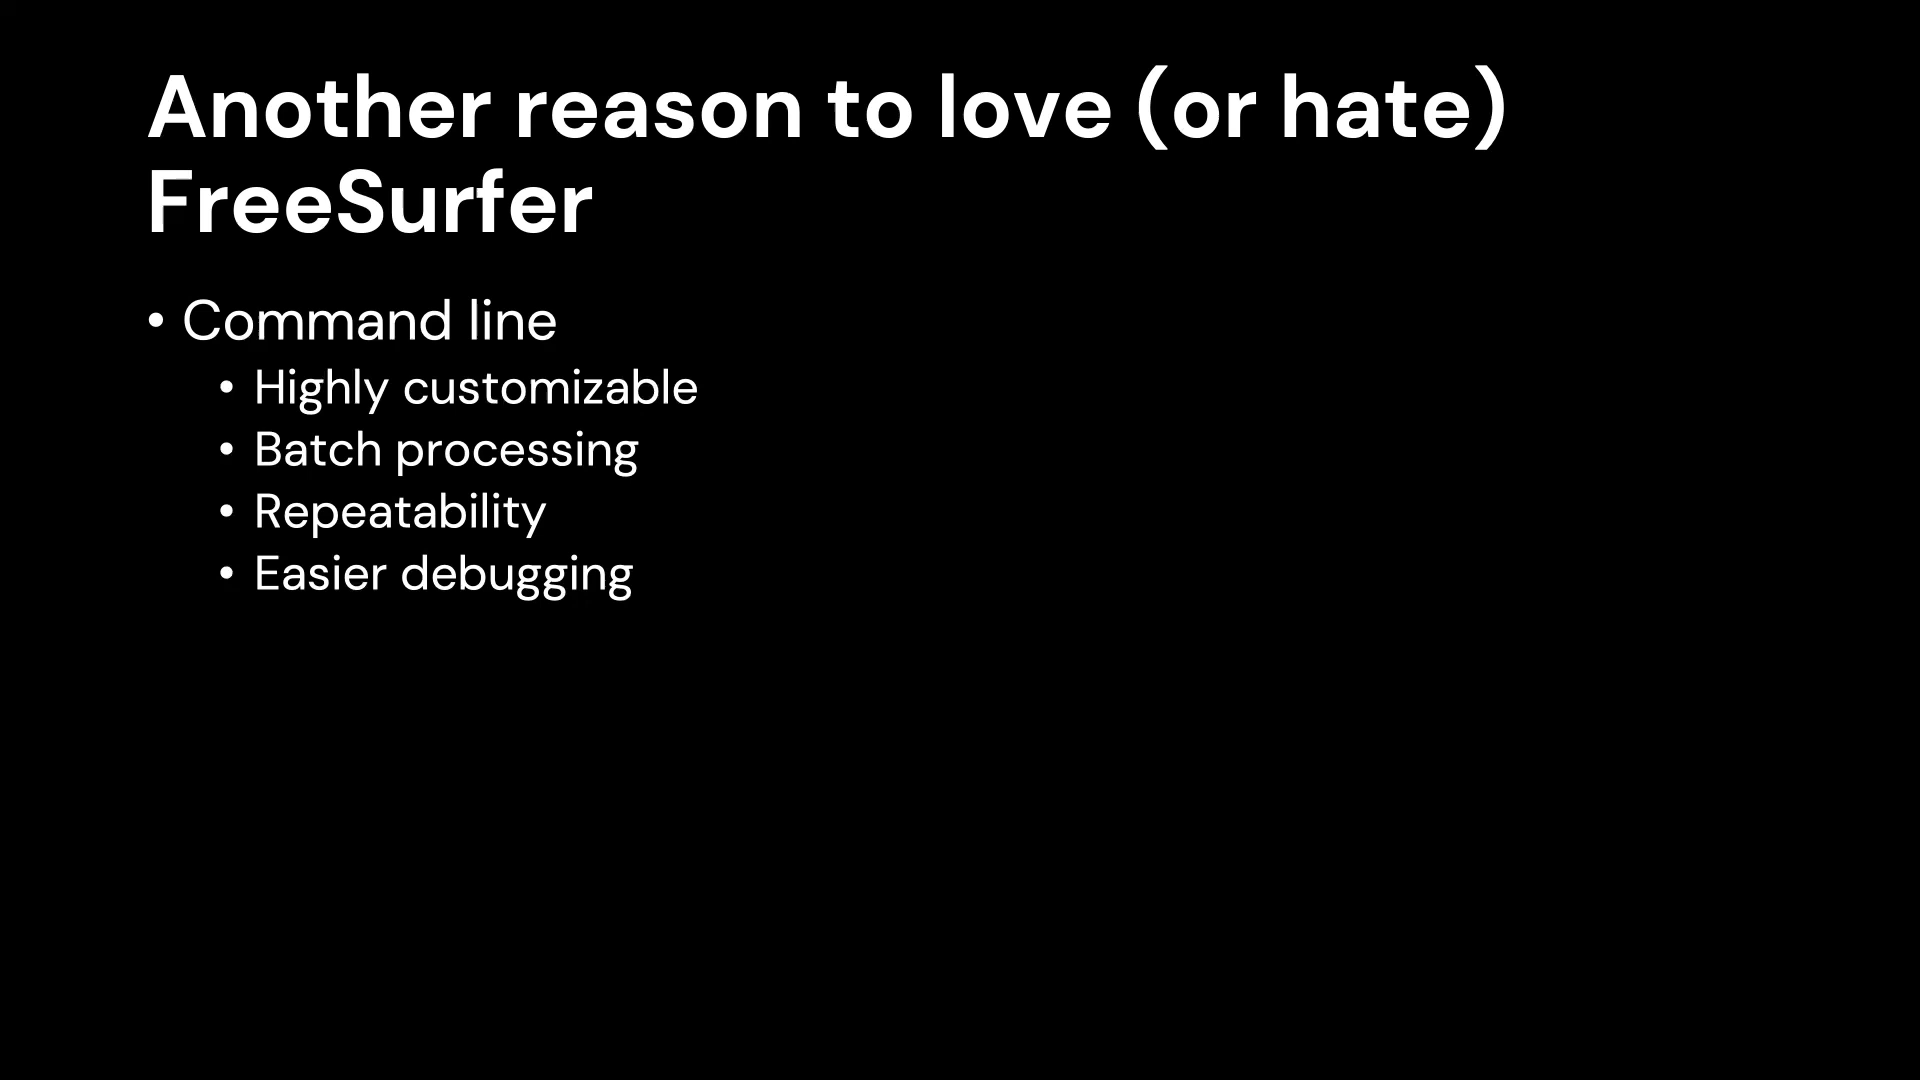 Another reason to love (or hate)
FreeSurfer
• Command line
• Highly customizable
• Batch processing
• Repeatability
• Easier debugging